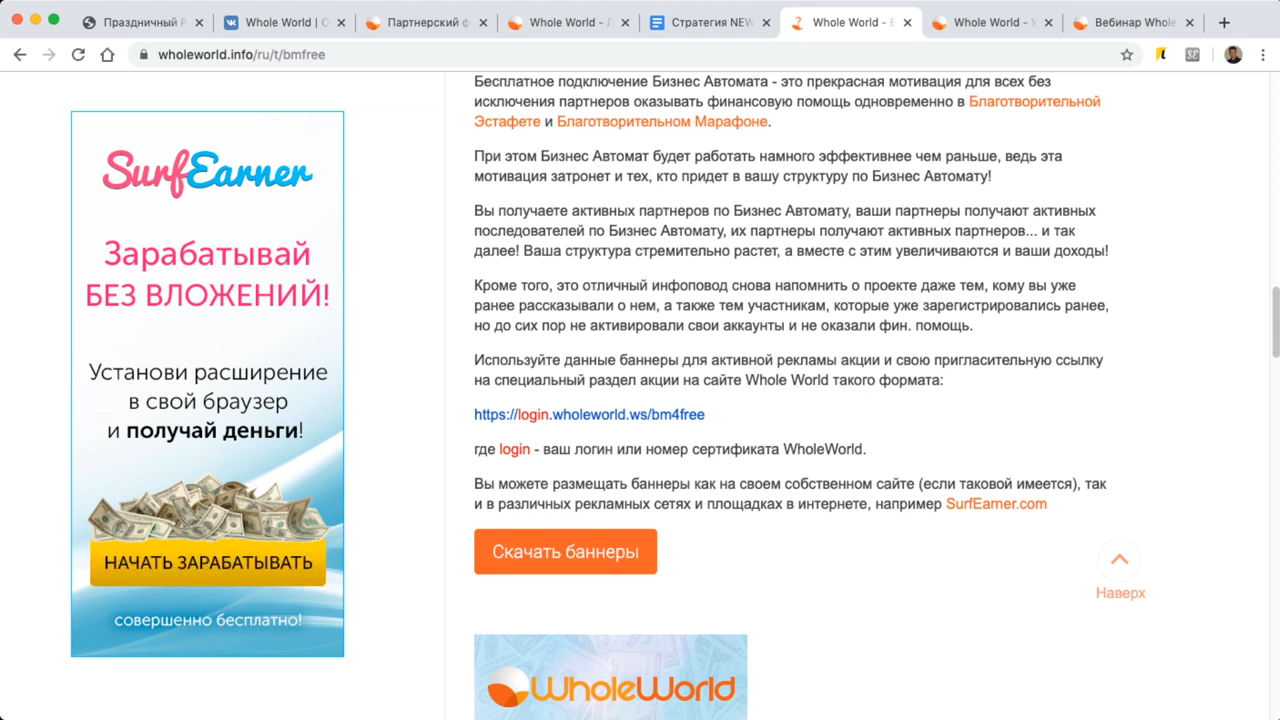 Праздничный Р
Whole World | О
Партнерский ф
Whole World - Л
Стратегия NEW
Whole World - Б
Whole World - У
Вебинар Whole
wholeworld.info/ru/t/bmfree
SurfEarner
Зарабатывай
БЕЗ ВЛОЖЕНИЙ!
Установи расширение
в свой браузер
и получай деньги!
НАЧАТЬ ЗАРАБАТЫВАТЬ
совершенно бесплатно!
Бесплатное подключение Бизнес Автомата - это прекрасная мотивация для всех без
исключения партнеров оказывать финансовую помощь одновременно в Благотворительной
Эстафете и Благотворительном Марафоне.
При этом Бизнес Автомат будет работать намного эффективнее чем раньше, ведь эта
мотивация затронет и тех, кто придет в вашу структуру по Бизнес Автомату!
Вы получаете активных партнеров по Бизнес Автомату, ваши партнеры получают активных
последователей по Бизнес Автомату, их партнеры получают активных партнеров... и так
далее! Ваша структура стремительно растет, а вместе с этим увеличиваются и ваши доходы!
Кроме того, это отличный инфоповод снова напомнить о проекте даже тем, кому вы уже
ранее рассказывали о нем, а также тем участникам, которые уже зарегистрировались ранее,
но до сих пор не активировали свои аккаунты и не оказали фин. помощь.
Используйте данные баннеры для активной рекламы акции и свою пригласительную ссылку
на специальный раздел акции на сайте Whole World такого формата:
https://login.wholeworld.ws/bm4free
где login - ваш логин или номер сертификата WholeWorld.
Вы можете размещать баннеры как на своем собственном сайте (если таковой имеется), так
и в различных рекламных сетях и площадках в интернете, например SurfEarner.com
Скачать баннеры
Наверх
WholeWorld